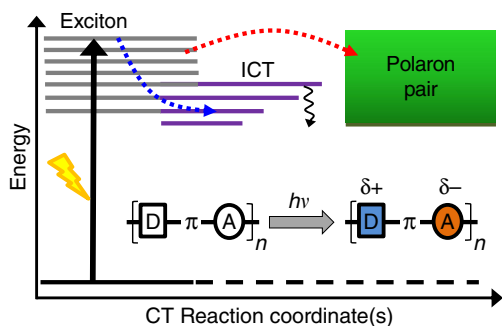 Exciton
ICT
Polaron
pair
Energy
[D π A]n hν [D π A]n
δ+ δ−
CT Reaction coordinate(s)